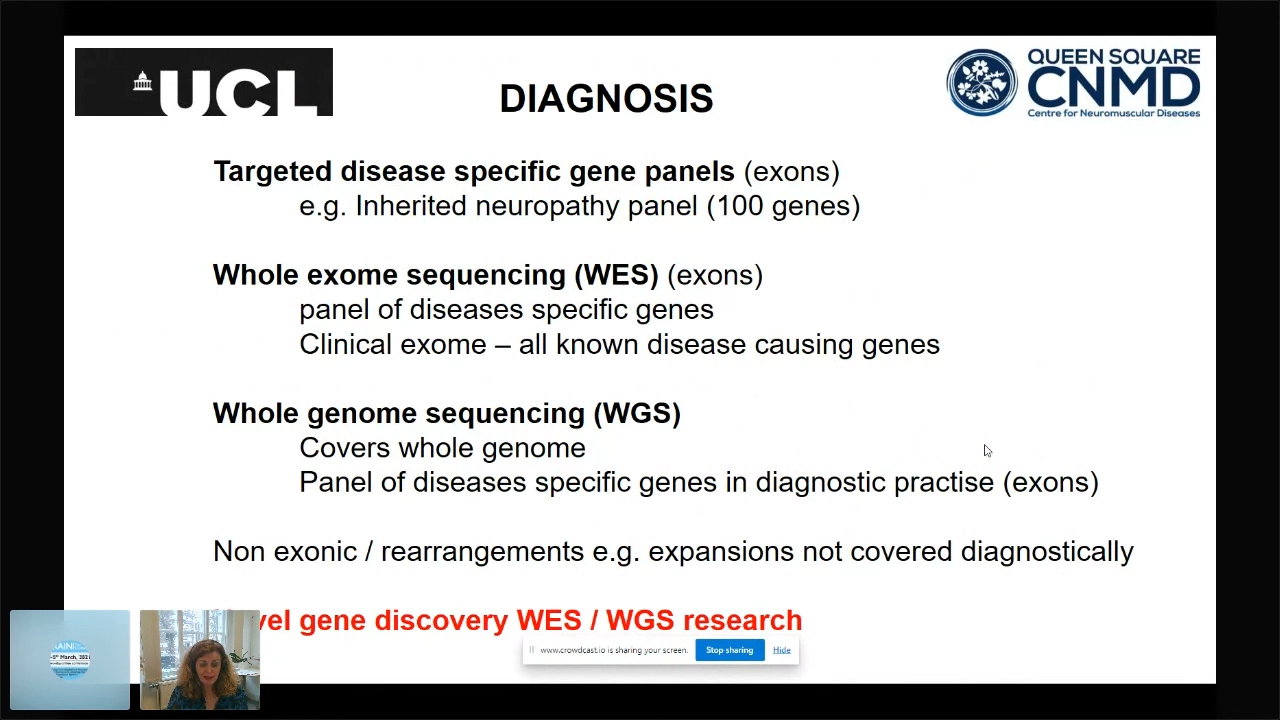 UCL
DIAGNOSIS
QUEEN SQUARE
CNMD
Centre for Neuromuscular Diseases
Targeted disease specific gene panels (exons)
e.g. Inherited neuropathy panel (100 genes)
Whole exome sequencing (WES) (exons)
panel of diseases specific genes
Clinical exome – all known disease causing genes
Whole genome sequencing (WGS)
Covers whole genome
Panel of diseases specific genes in diagnostic practise (exons)
Non exonic / rearrangements e.g. expansions not covered diagnostically
gene discovery WES / WGS research
www.crowdcast.io is sharing your screen.
Stop sharing
Hide